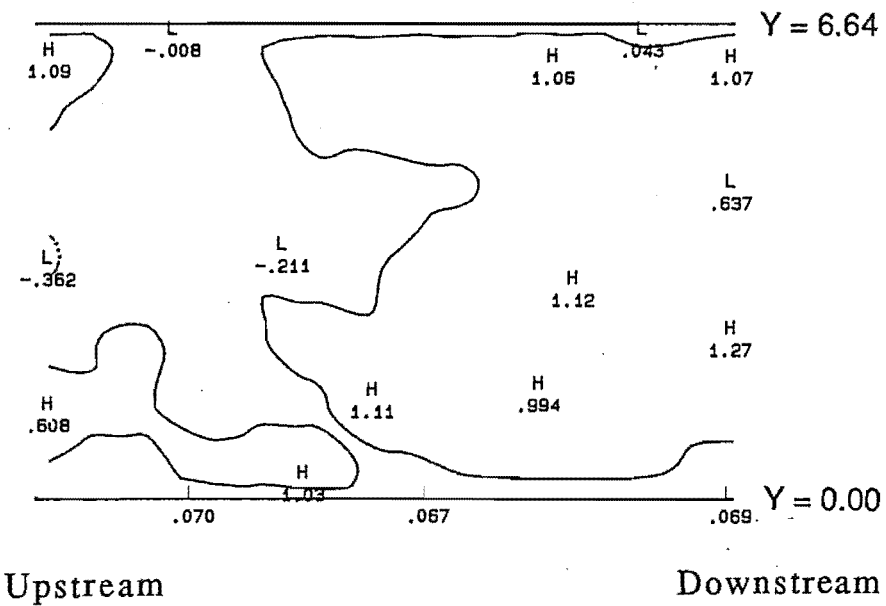 Y = 6.64
L -.008
L .043
H 1.09
H 1.06
H 1.07
L .637
L -.362
L -.211
H 1.12
H 1.27
H .608
H 1.11
H .994
H 1.03
Y = 0.00
.070 .067 .069
Upstream Downstream